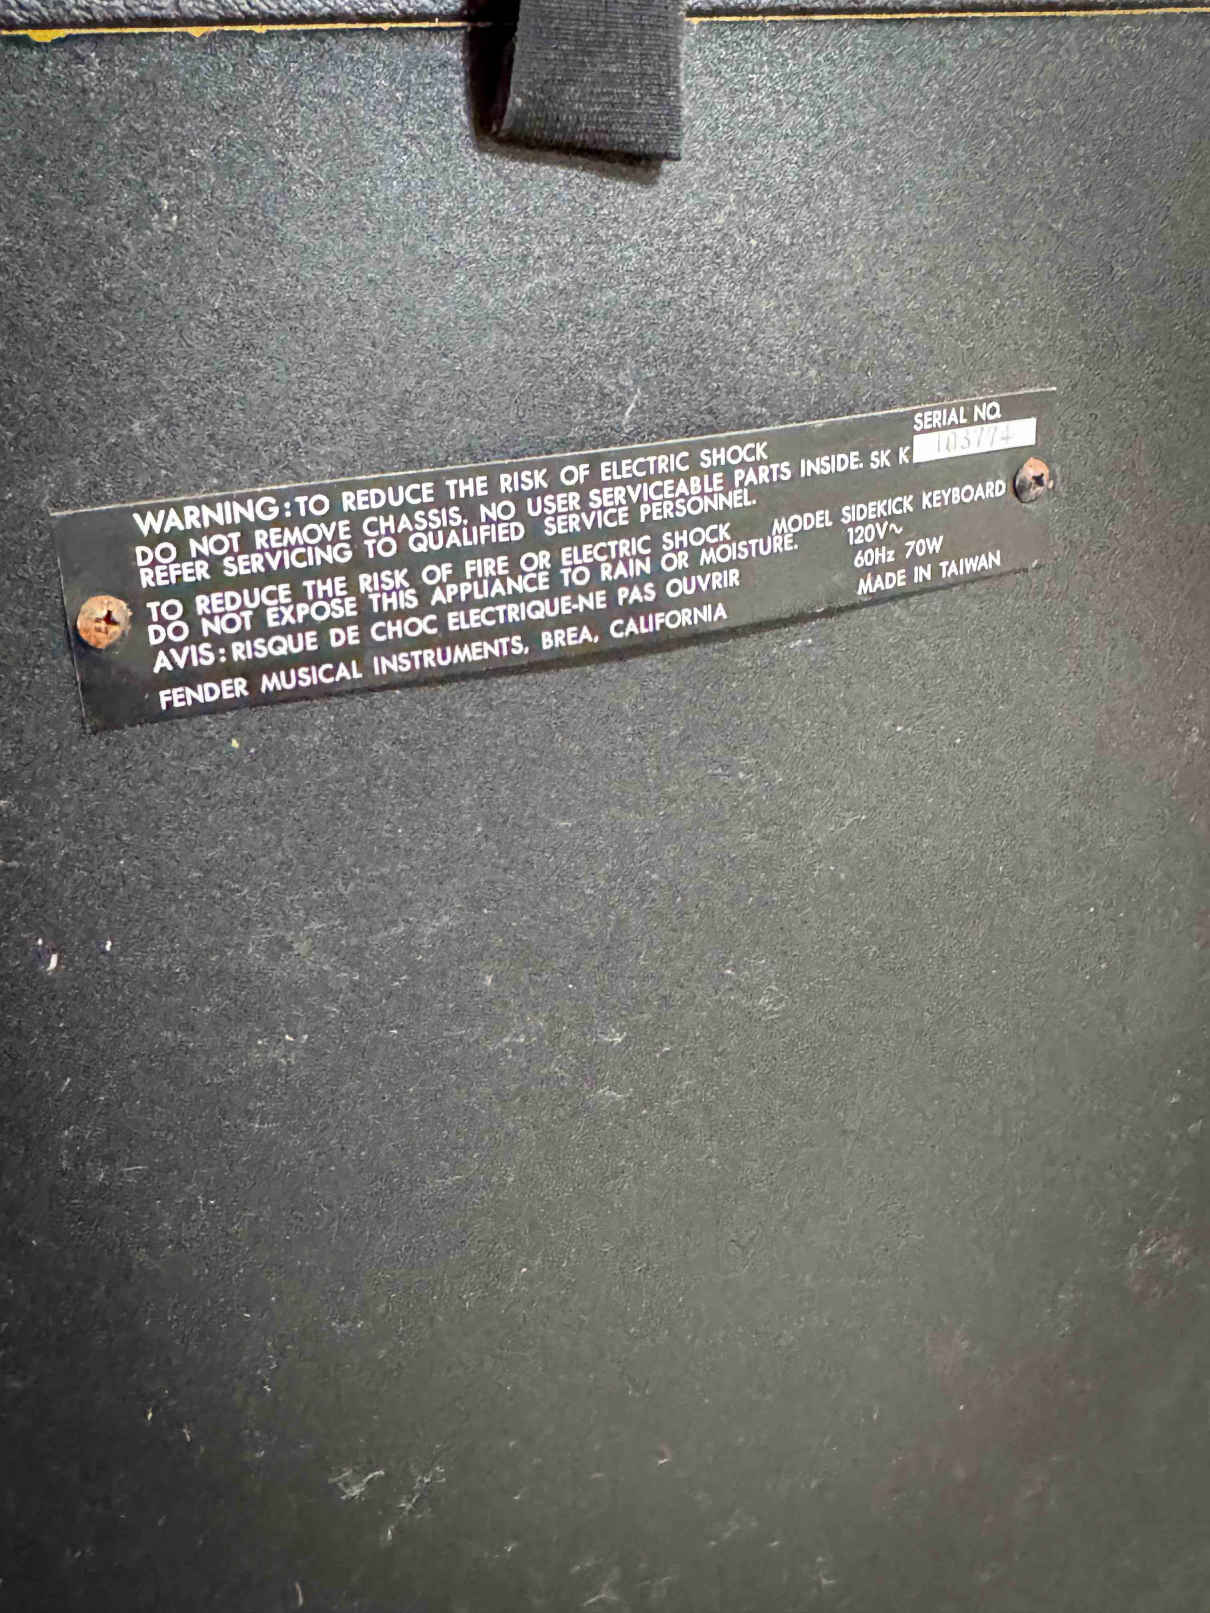 WARNING: TO REDUCE THE RISK OF ELECTRIC SHOCK
DO NOT REMOVE CHASSIS. NO USER SERVICEABLE PARTS INSIDE.
REFER SERVICING TO QUALIFIED SERVICE PERSONNEL.
TO REDUCE THE RISK OF FIRE OR ELECTRIC SHOCK
DO NOT EXPOSE THIS APPLIANCE TO RAIN OR MOISTURE.
AVIS: RISQUE DE CHOC ELECTRIQUE-NE PAS OUVRIR
FENDER MUSICAL INSTRUMENTS, BREA, CALIFORNIA
SERIAL NO.
SK K 103774
MODEL SIDEKICK KEYBOARD
120V~
60Hz 70W
MADE IN TAIWAN